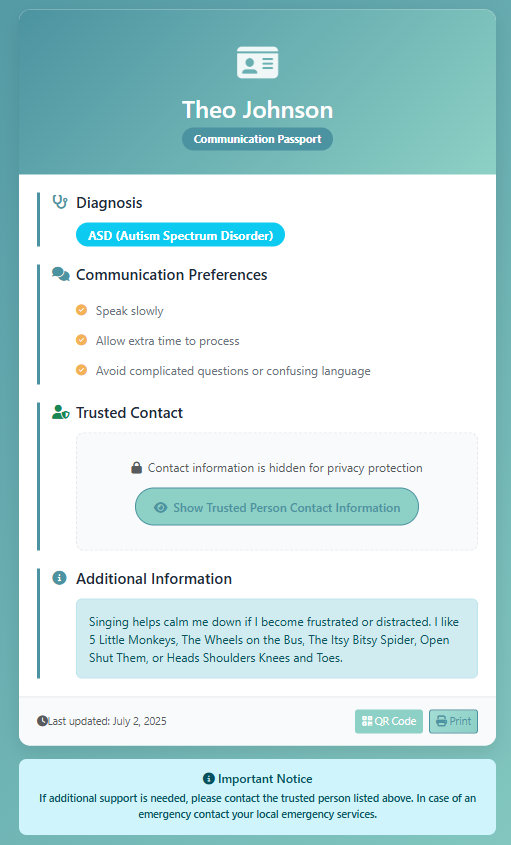 Theo Johnson
Communication Passport
Diagnosis
ASD (Autism Spectrum Disorder)
Communication Preferences
Speak slowly
Allow extra time to process
Avoid complicated questions or confusing language
Trusted Contact
Contact information is hidden for privacy protection
Show Trusted Person Contact Information
Additional Information
Singing helps calm me down if I become frustrated or distracted. I like
5 Little Monkeys, The Wheels on the Bus, The Itsy Bitsy Spider, Open
Shut Them, or Heads Shoulders Knees and Toes.
Last updated: July 2, 2025
QR Code
Print
Important Notice
If additional support is needed, please contact the trusted person listed above. In case of an
emergency contact your local emergency services.